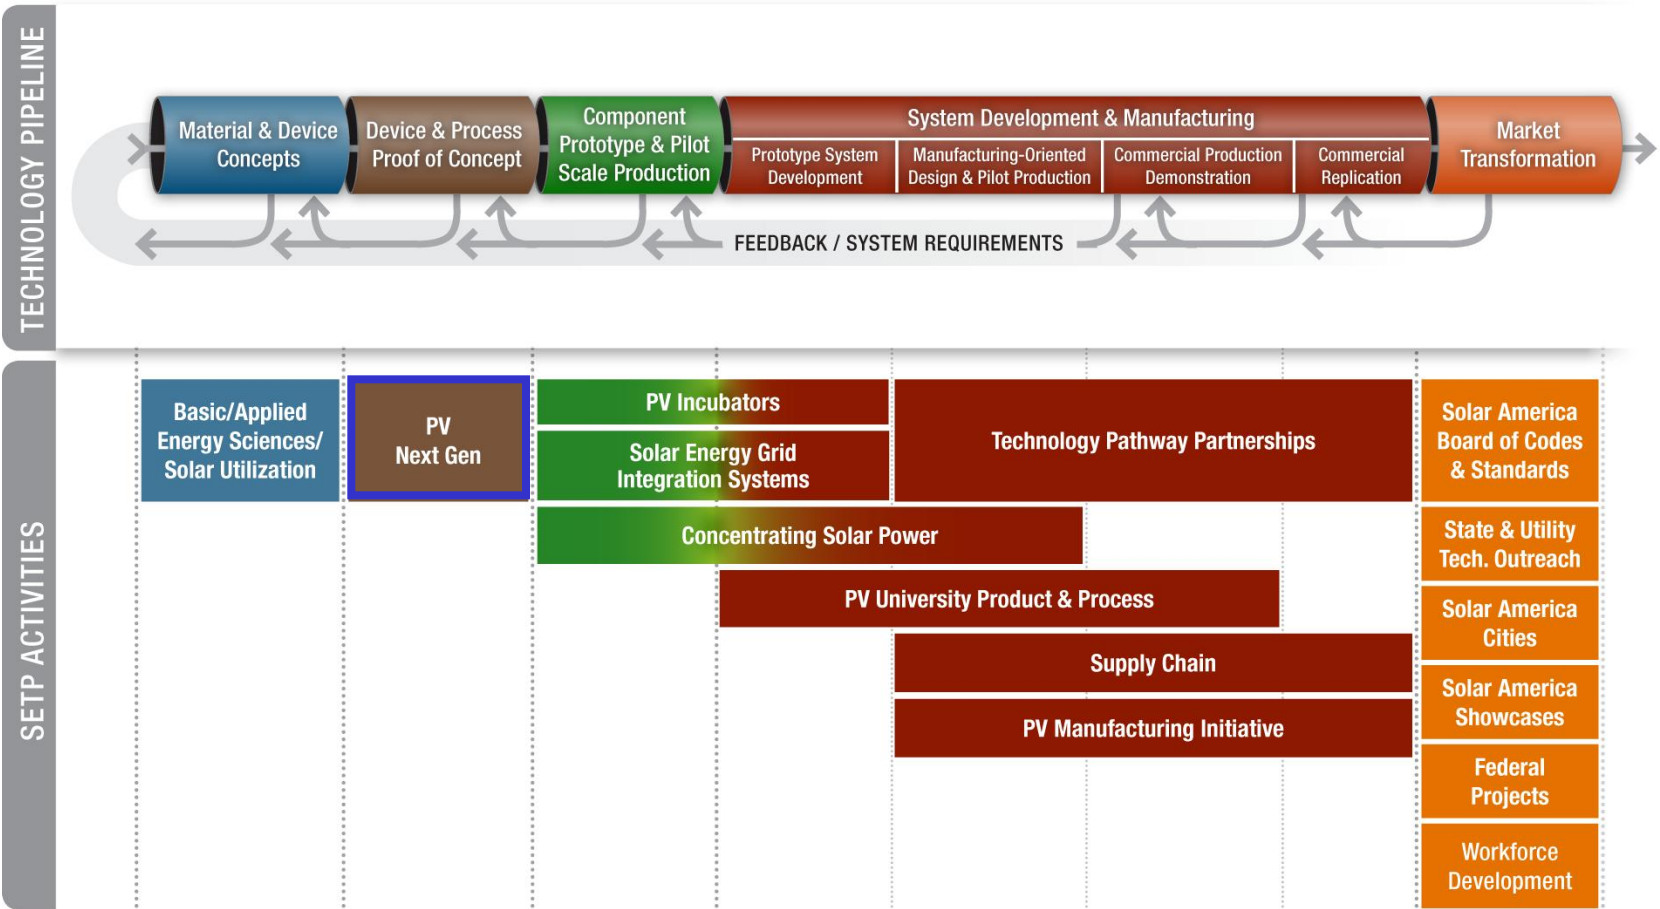 TECHNOLOGY PIPELINE
Material & Device
Concepts
Device & Process
Proof of Concept
Component
Prototype & Pilot
Scale Production
System Development & Manufacturing
Prototype System
Development
Manufacturing-Oriented
Design & Pilot Production
Commercial Production
Demonstration
Commercial
Replication
Market
Transformation
FEEDBACK / SYSTEM REQUIREMENTS
SETP ACTIVITIES
Basic/Applied
Energy Sciences/
Solar Utilization
PV
Next Gen
PV Incubators
Solar Energy Grid
Integration Systems
Technology Pathway Partnerships
Concentrating Solar Power
PV University Product & Process
Supply Chain
PV Manufacturing Initiative
Solar America
Board of Codes
& Standards
State & Utility
Tech. Outreach
Solar America
Cities
Solar America
Showcases
Federal
Projects
Workforce
Development